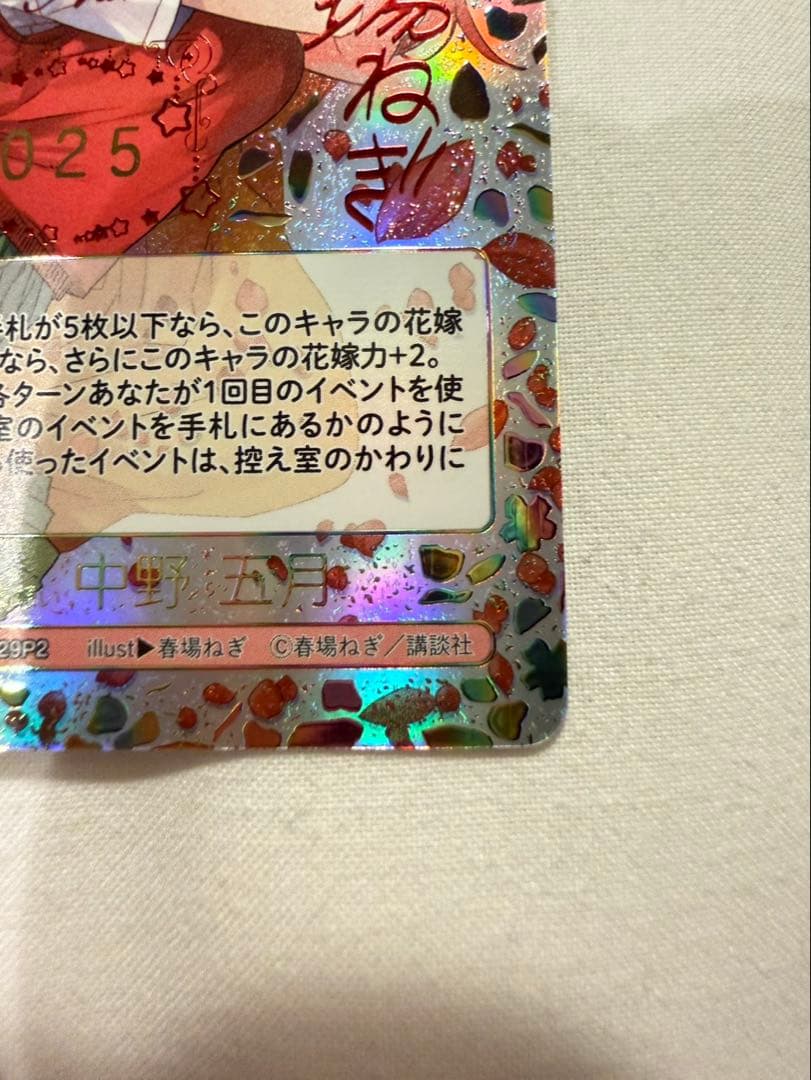 場ねぎ
025
手札が5枚以下なら、このキャラの花嫁
なら、さらにこのキャラの花嫁力+2。
各ターンあなたが1回目のイベントを使
室のイベントを手札にあるかのように
使ったイベントは、控え室のかわりに
中野 五月
29P2 illust▶春場ねぎ ©春場ねぎ／講談社